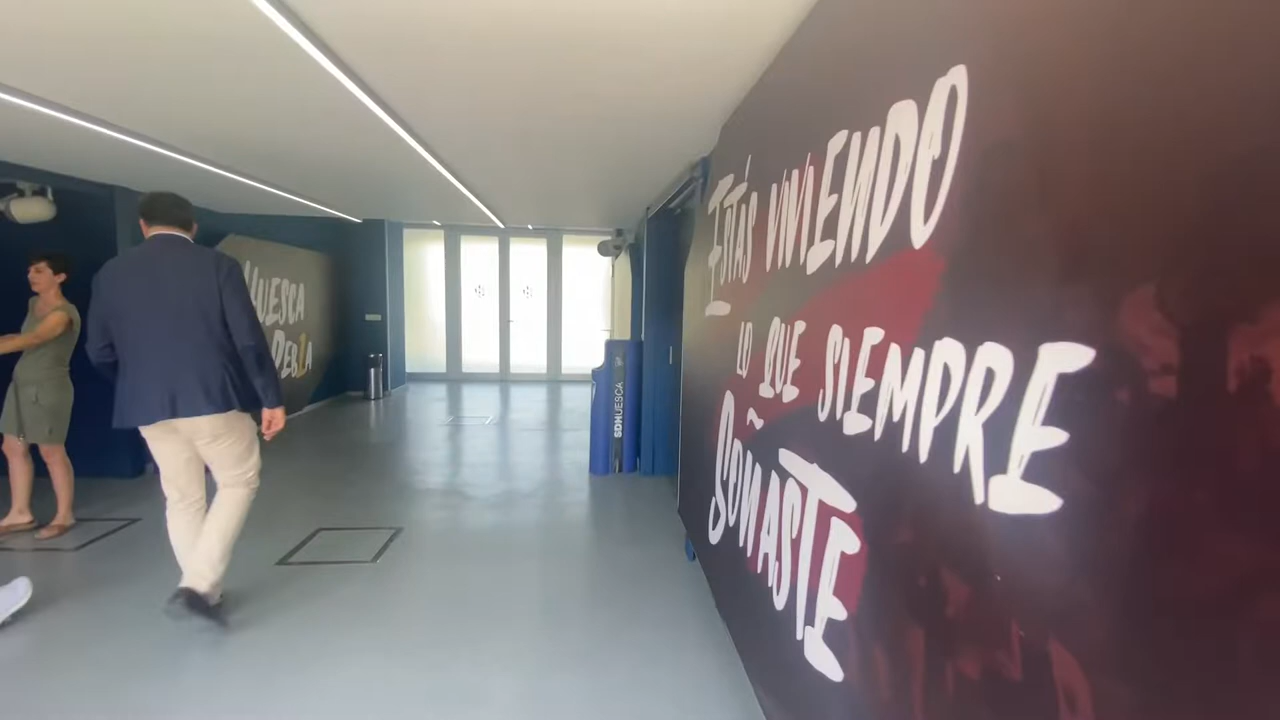 ESTÁS VIVIENDO
LO QUE SIEMPRE
SOÑASTE
HUESCA
SDHUESCA